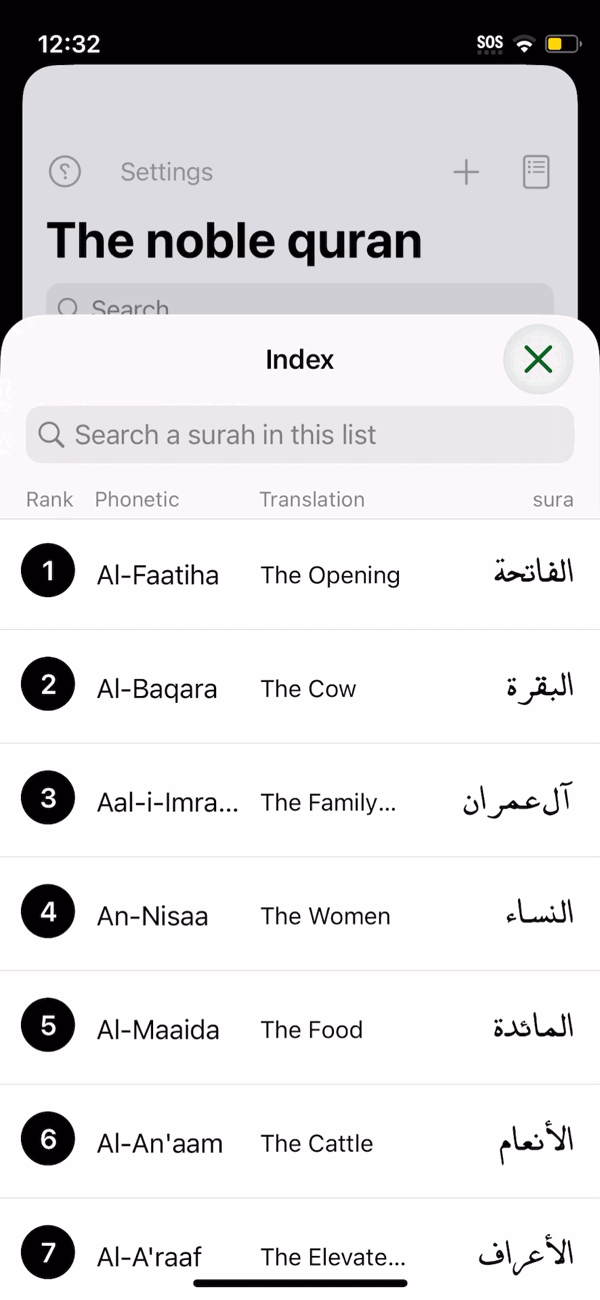 12:32 SOS
Settings
The noble quran
Search
Index
Search a surah in this list
Rank Phonetic Translation sura
1 Al-Faatiha The Opening الفاتحة
2 Al-Baqara The Cow البقرة
3 Aal-i-Imra... The Family... آل عمران
4 An-Nisaa The Women النساء
5 Al-Maaida The Food المائدة
6 Al-An'aam The Cattle الأنعام
7 Al-A'raaf The Elevate... الأعراف